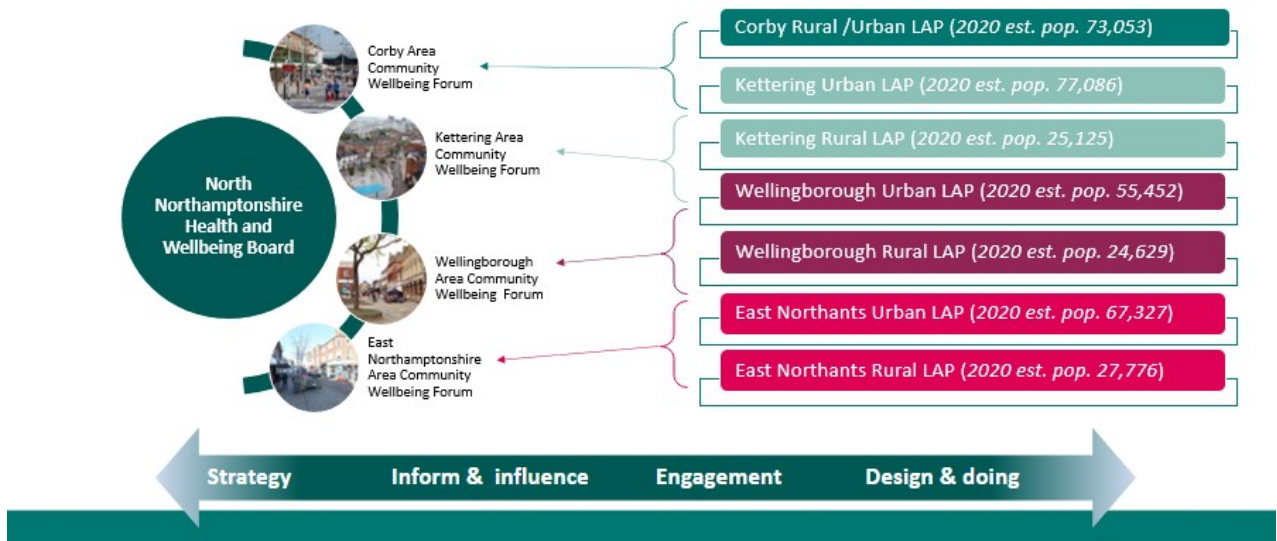 North
Northamptonshire
Health and
Wellbeing Board
Corby Area
Community
Wellbeing Forum
Kettering Area
Community
Wellbeing Forum
Wellingborough
Area Community
Wellbeing  Forum
East
Northamptonshire
Area Community
Wellbeing Forum
Corby Rural /Urban LAP (2020 est. pop. 73,053)
Kettering Urban LAP (2020 est. pop. 77,086)
Kettering Rural LAP (2020 est. pop. 25,125)
Wellingborough Urban LAP (2020 est. pop. 55,452)
Wellingborough Rural LAP (2020 est. pop. 24,629)
East Northants Urban LAP (2020 est. pop. 67,327)
East Northants Rural LAP (2020 est. pop. 27,776)
Strategy
Inform &  influence
Engagement
Design & doing